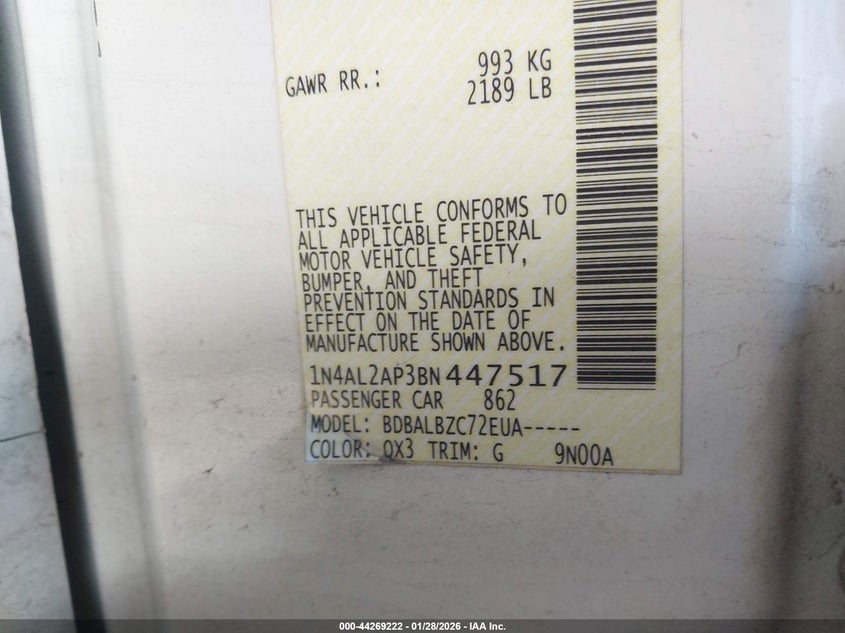 GAWR RR.: 993 KG
2189 LB
THIS VEHICLE CONFORMS TO
ALL APPLICABLE FEDERAL
MOTOR VEHICLE SAFETY,
BUMPER, AND THEFT
PREVENTION STANDARDS IN
EFFECT ON THE DATE OF
MANUFACTURE SHOWN ABOVE.
1N4AL2AP3BN447517
PASSENGER CAR 862
MODEL: BDBALBZC72EUA-----
COLOR: QX3 TRIM: G 9N00A
000-44269222 - 01/28/2026 - IAA Inc.